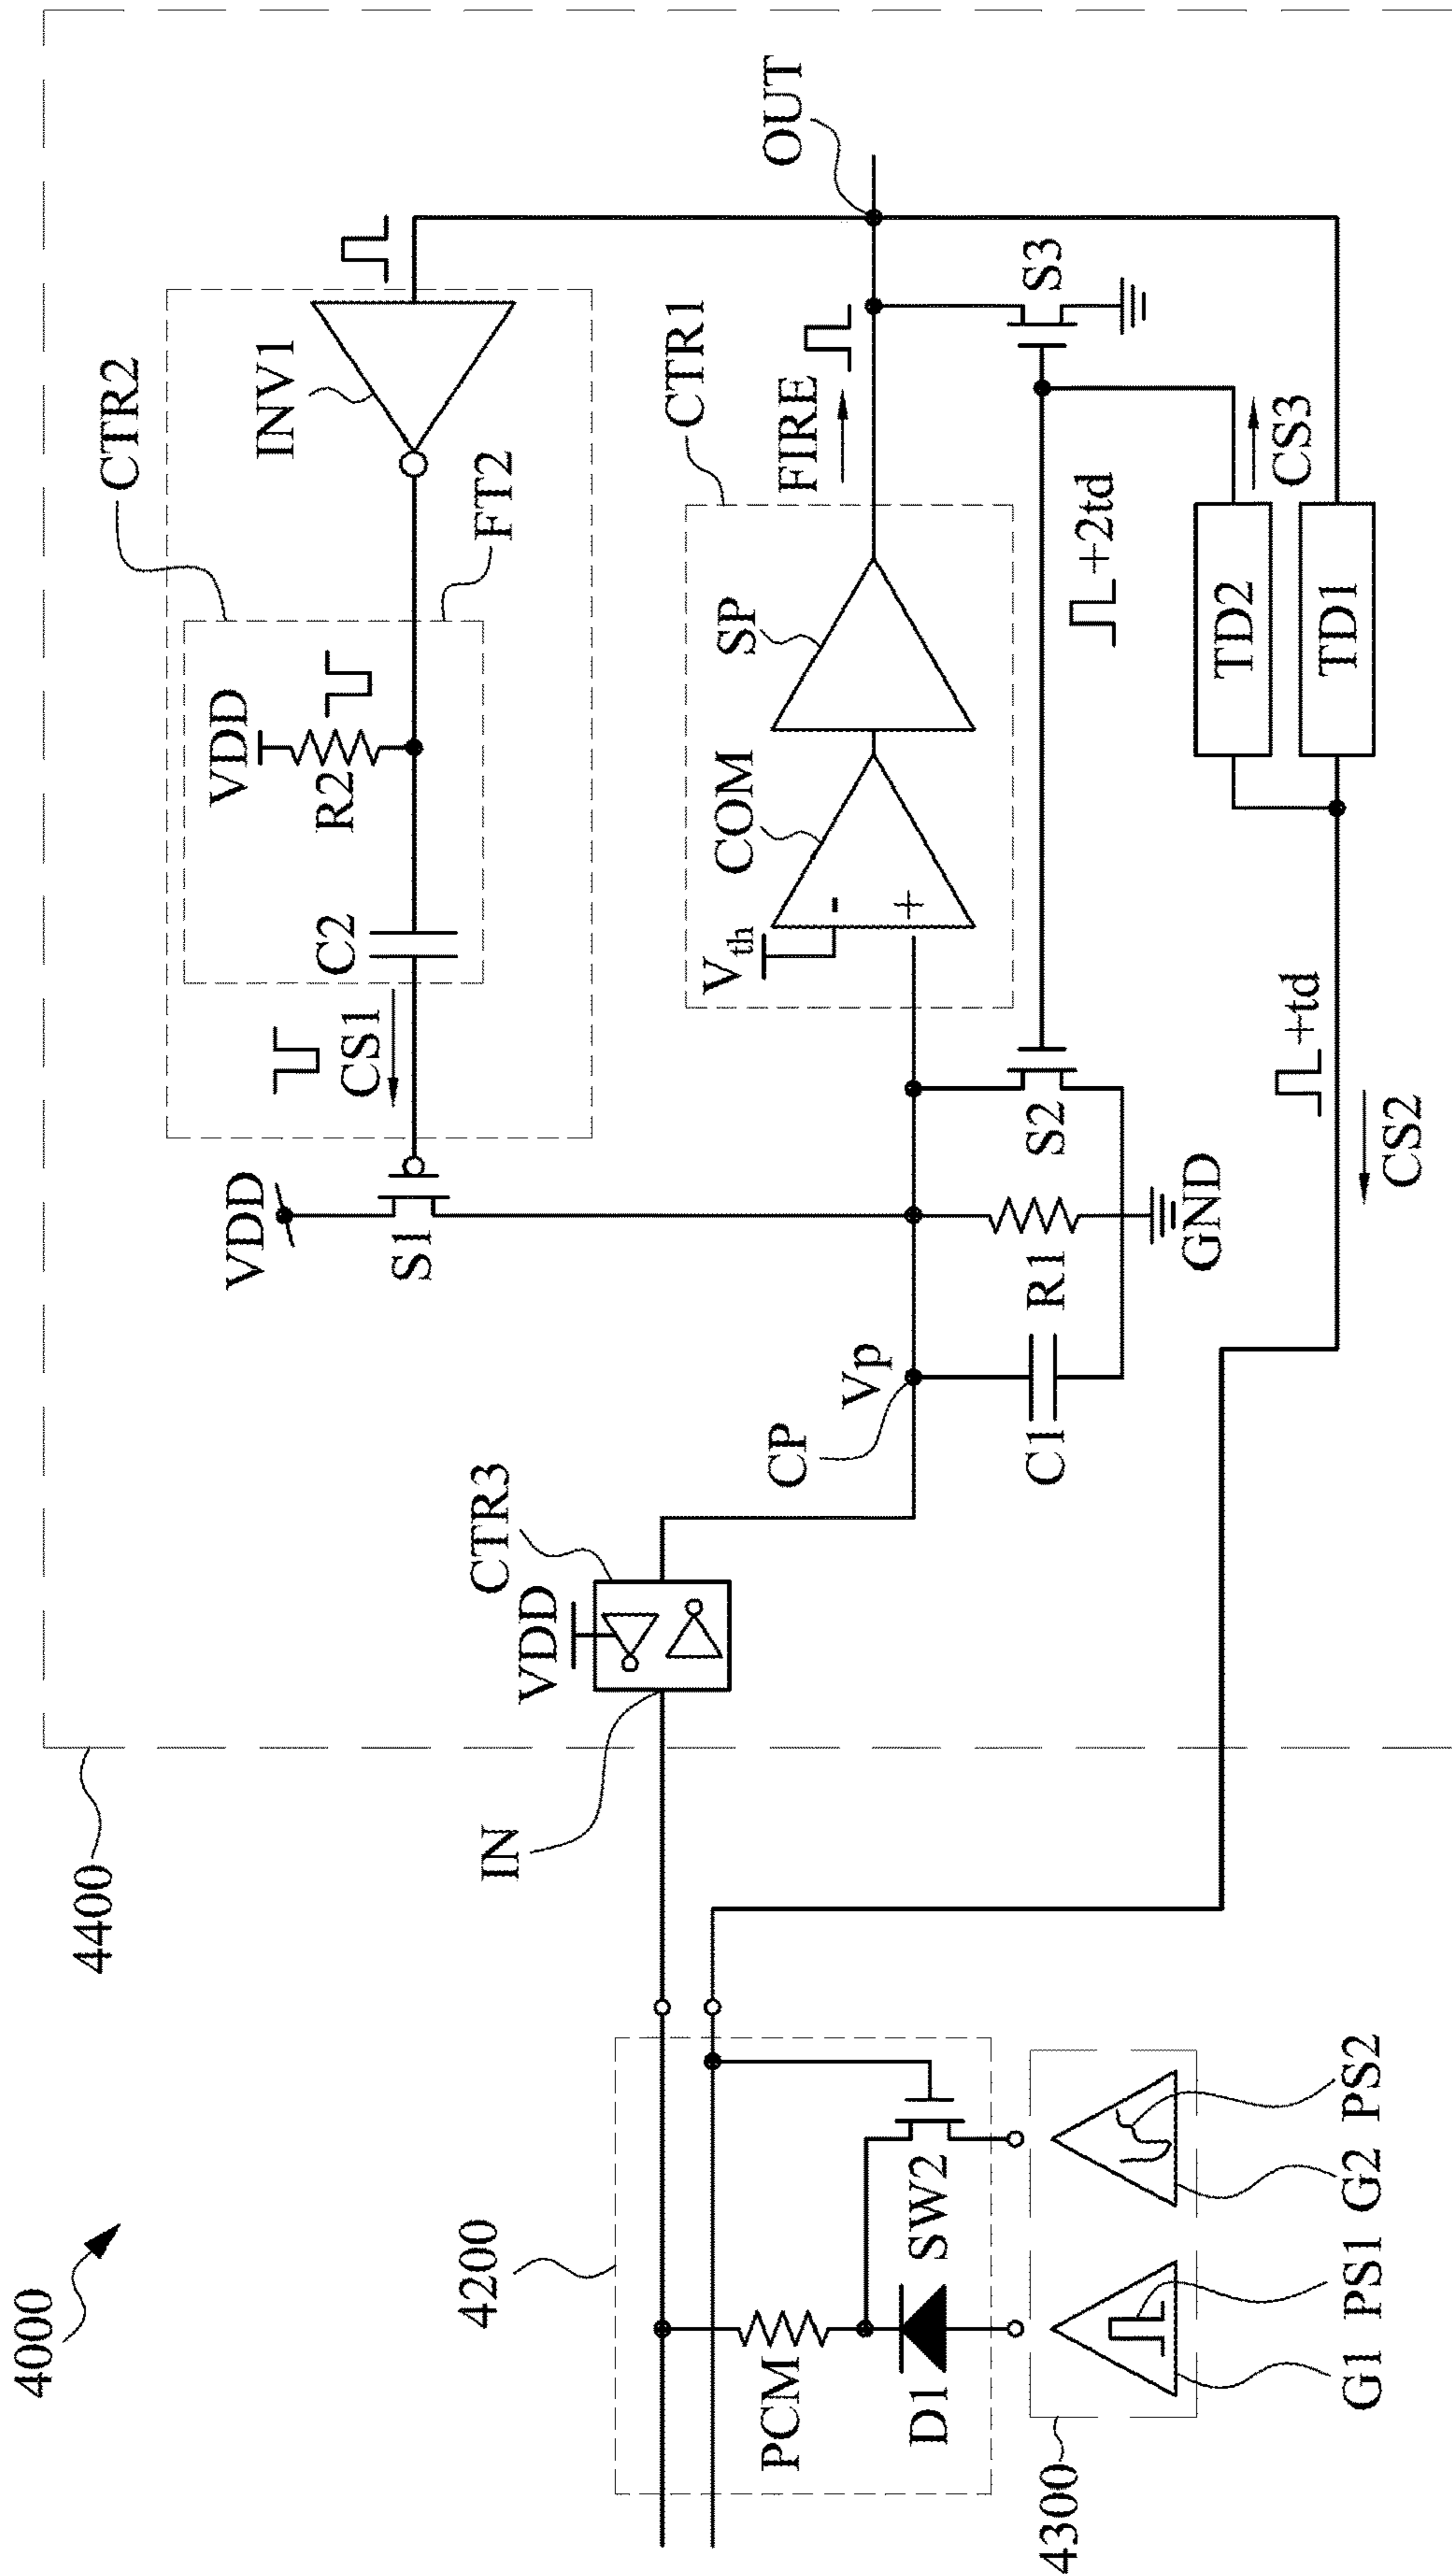 4000
4400
4200
4300
PCM
D1
SW2
G1
PS1
G2
PS2
IN
CTR3
VDD
CP
Vp
C1
R1
GND
S2
VDD
S1
CS1
C2
VDD
R2
FT2
CTR2
INV1
Vth
-
+
COM
SP
CTR1
FIRE
OUT
S3
+2td
TD2
TD1
CS3
+td
CS2